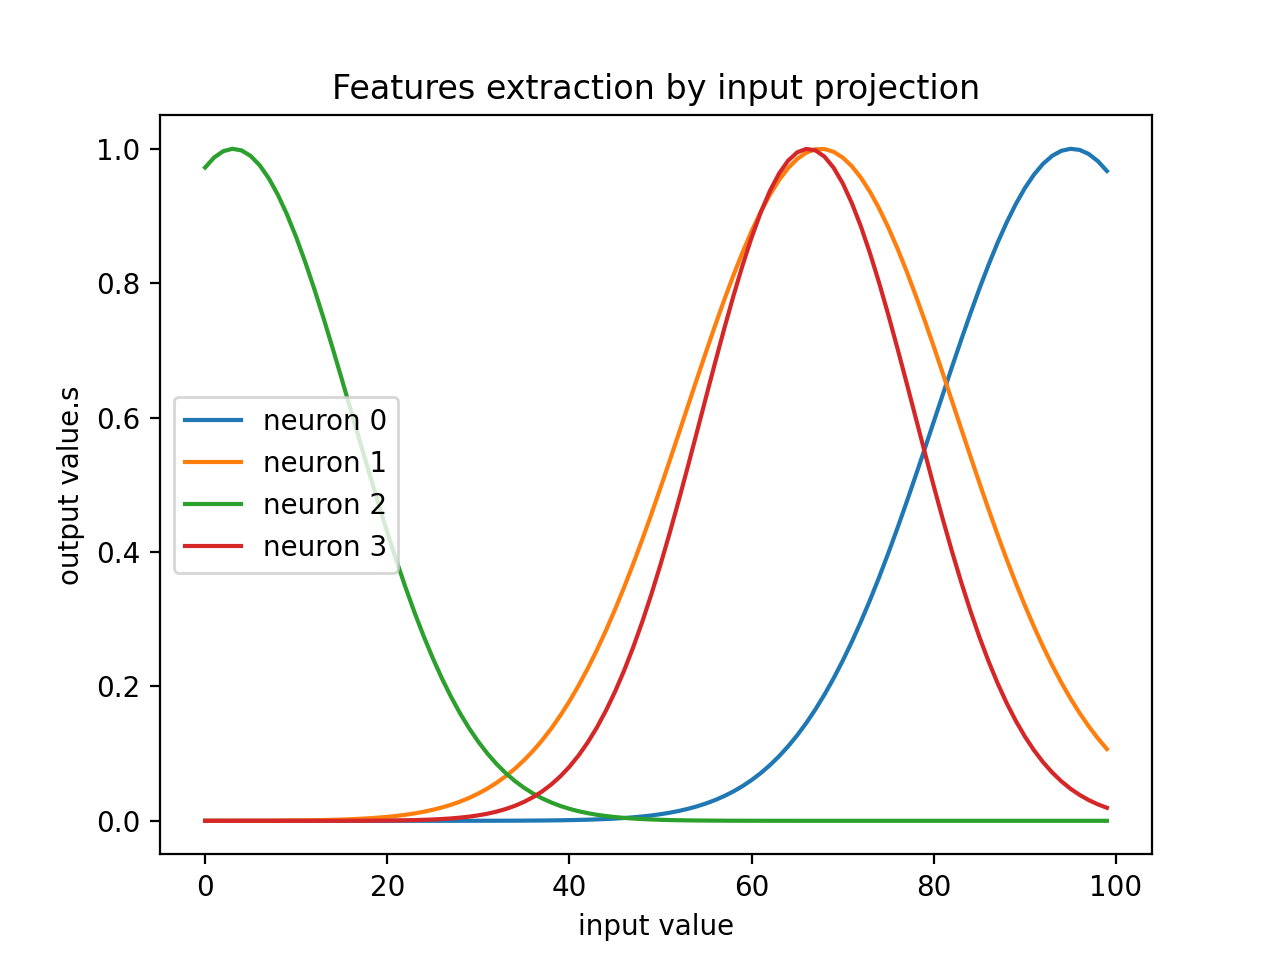 Features extraction by input projection
output value.s
1.0
0.8
0.6
0.4
0.2
0.0
neuron 0
neuron 1
neuron 2
neuron 3
0 20 40 60 80 100
input value